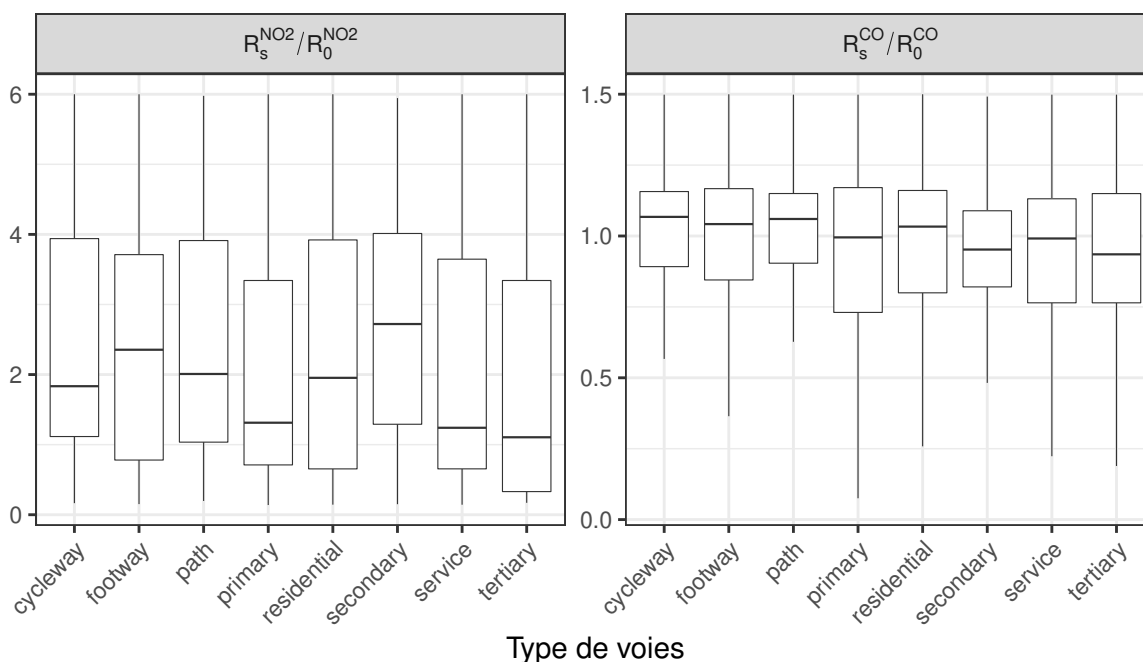 R_s^NO2/R_0^NO2
R_s^CO/R_0^CO
6
4
2
0
1.5
1.0
0.5
0.0
cycleway
footway
path
primary
residential
secondary
service
tertiary
cycleway
footway
path
primary
residential
secondary
service
tertiary
Type de voies